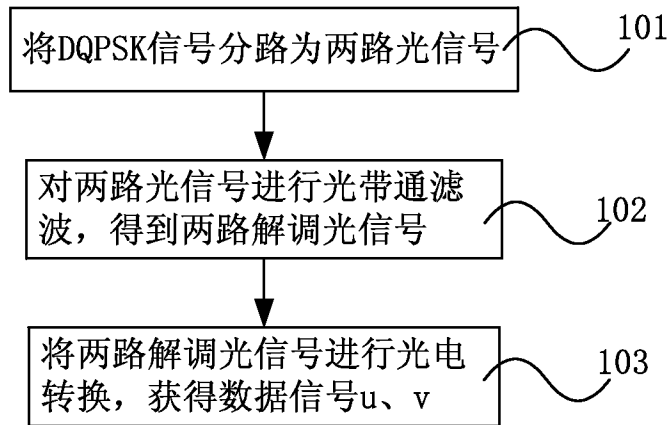 将DQPSK信号分路为两路光信号
101
对两路光信号进行光带通滤
波，得到两路解调光信号
102
将两路解调光信号进行光电
转换，获得数据信号u、v
103